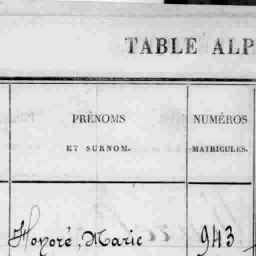 TABLE ALP
PRÉNOMS
ET SURNOM.
NUMÉROS
MATRICULES.
Honoré, Marie 943